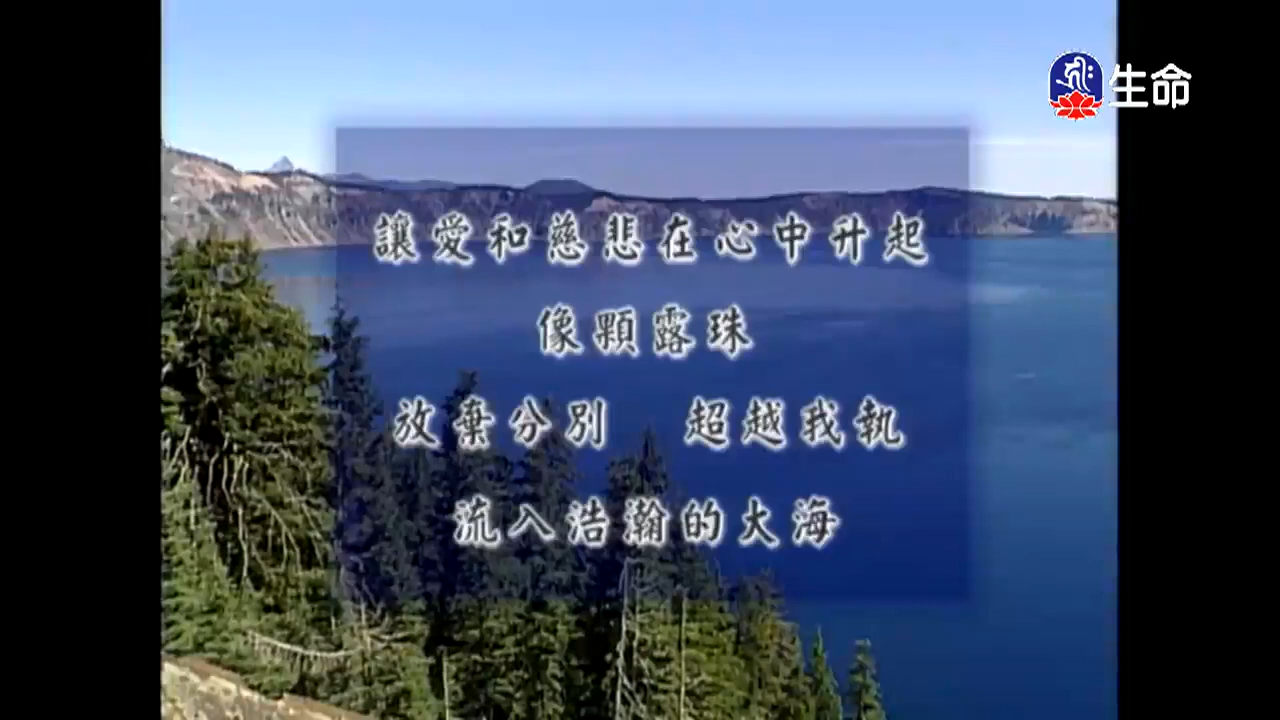 生命
讓愛和慈悲在心中升起
像顆露珠
放棄分別　超越我執
流入浩瀚的大海